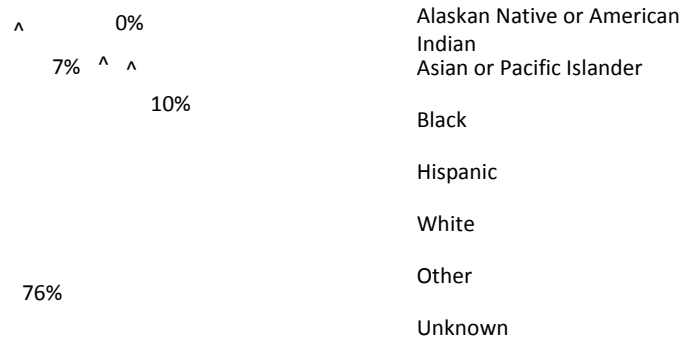 ^ 0%
7% ^ ^
10%
76%
Alaskan Native or American
Indian
Asian or Pacific Islander
Black
Hispanic
White
Other
Unknown